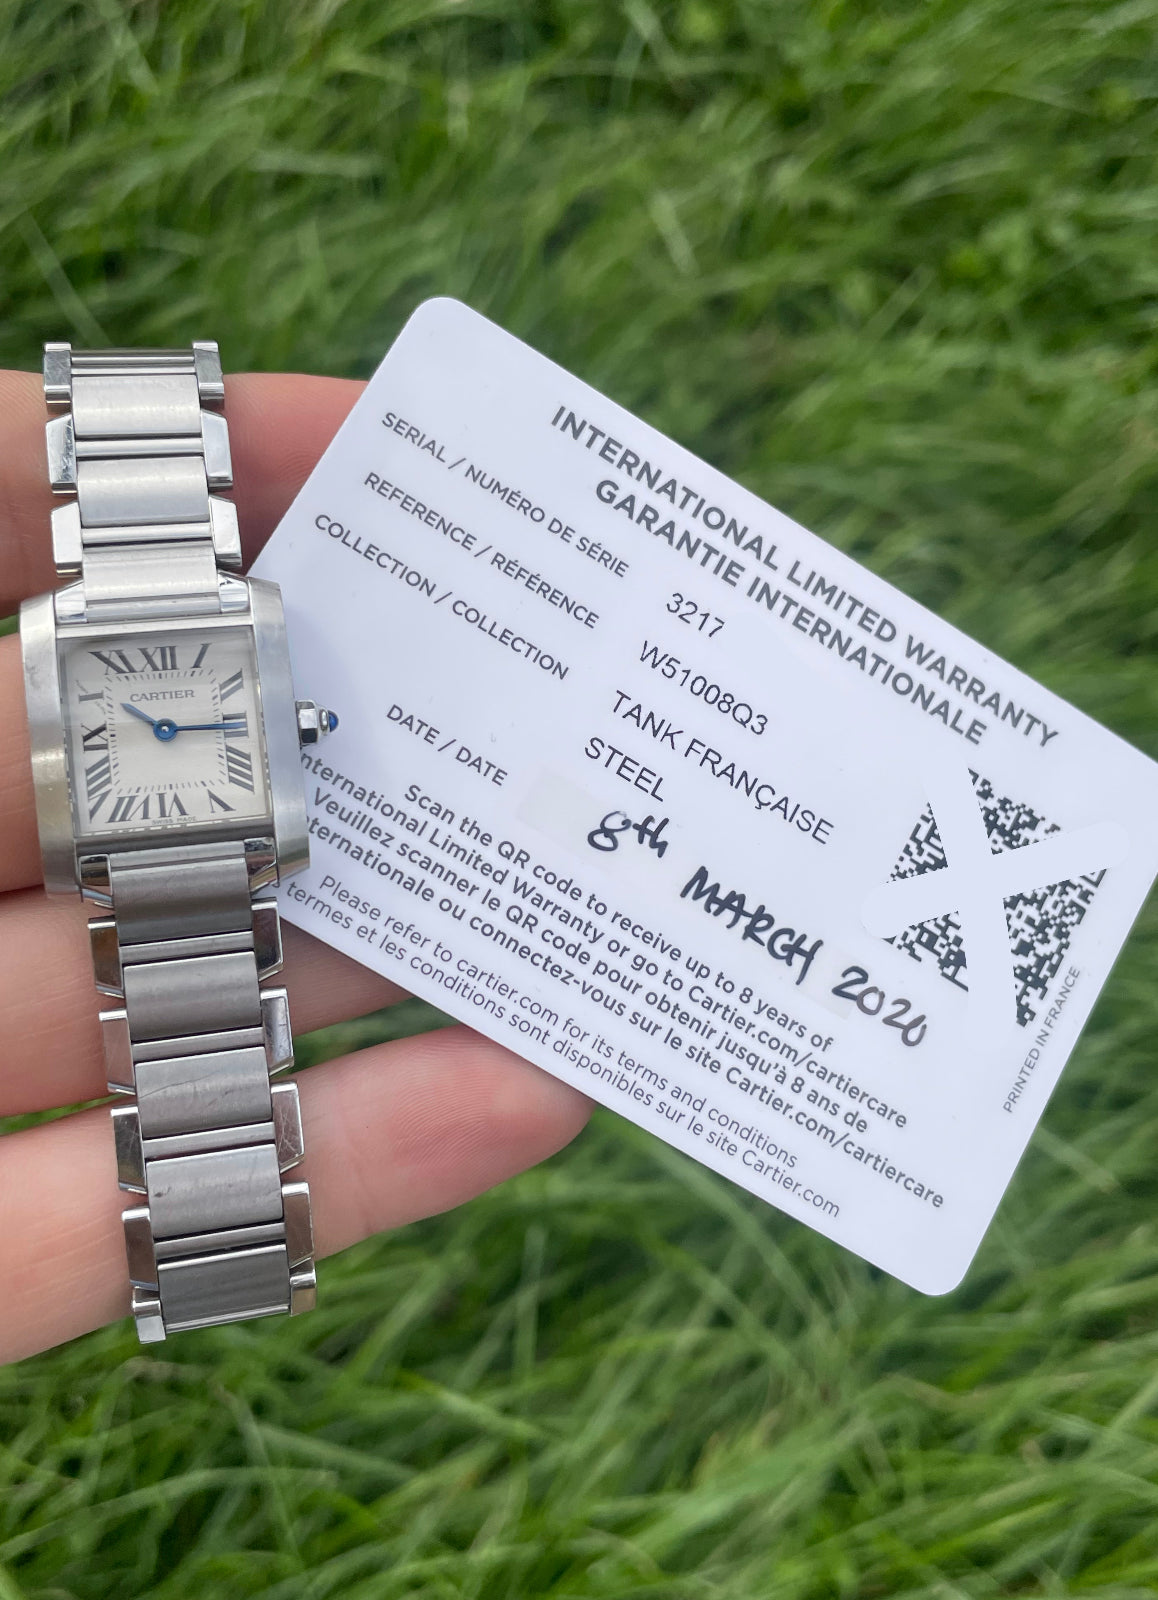 XI XII I
CARTIER
SWISS MADE
INTERNATIONAL LIMITED WARRANTY
GARANTIE INTERNATIONALE
SERIAL / NUMÉRO DE SÉRIE 3217
REFERENCE / RÉFÉRENCE W51008Q3
COLLECTION / COLLECTION TANK FRANÇAISE
STEEL
DATE / DATE 8th MARCH 2020
Scan the QR code to receive up to 8 years of
International Limited Warranty or go to Cartier.com/cartiercare
Veuillez scanner le QR code pour obtenir jusqu'à 8 ans de
internationale ou connectez-vous sur le site Cartier.com/cartiercare
Please refer to cartier.com for its terms and conditions
termes et les conditions sont disponibles sur le site Cartier.com
PRINTED IN FRANCE